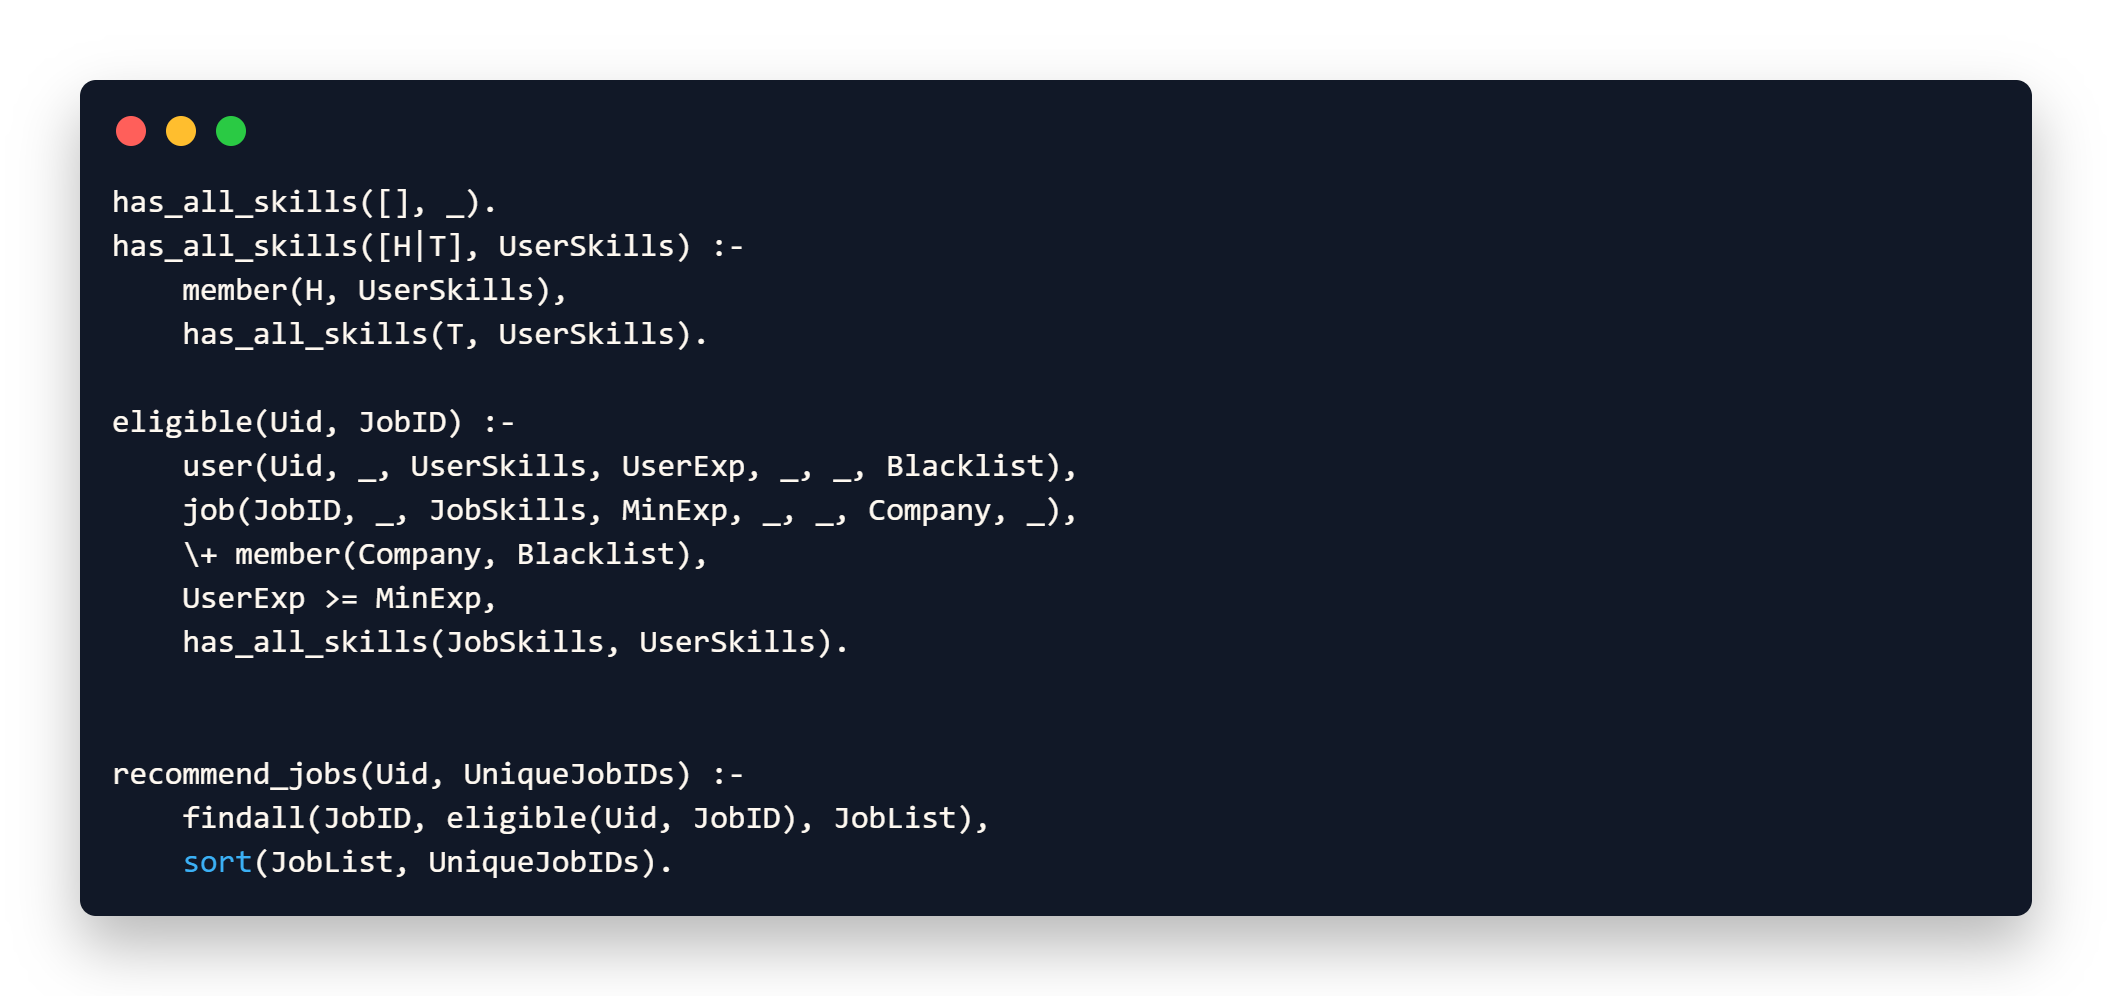 has_all_skills([], _).
has_all_skills([H|T], UserSkills) :-
    member(H, UserSkills),
    has_all_skills(T, UserSkills).

eligible(Uid, JobID) :-
    user(Uid, _, UserSkills, UserExp, _, _, Blacklist),
    job(JobID, _, JobSkills, MinExp, _, _, Company, _),
    \+ member(Company, Blacklist),
    UserExp >= MinExp,
    has_all_skills(JobSkills, UserSkills).


recommend_jobs(Uid, UniqueJobIDs) :-
    findall(JobID, eligible(Uid, JobID), JobList),
    sort(JobList, UniqueJobIDs).